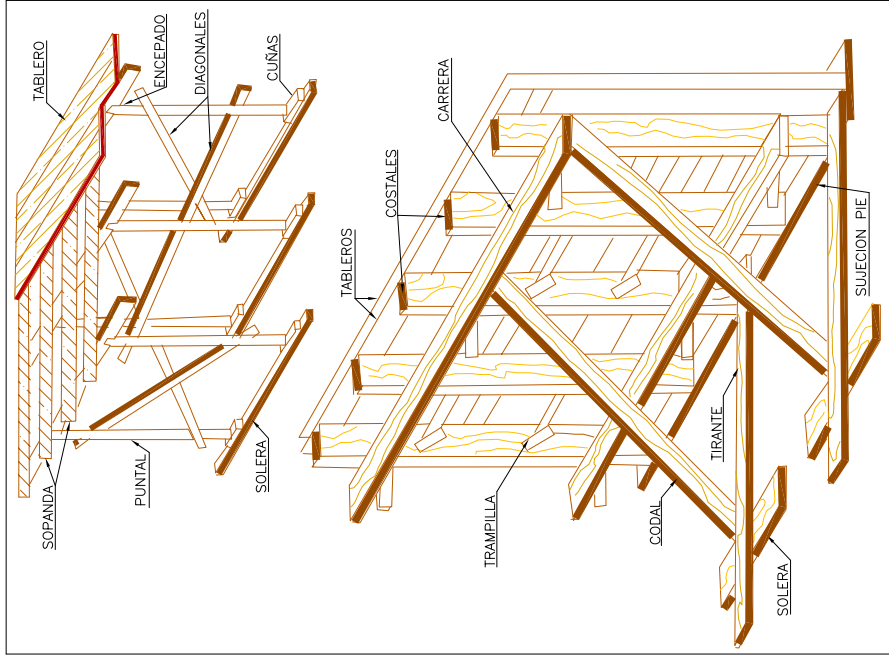 TABLERO
ENCEPADO
DIAGONALES
CUÑAS
SOPANDA
PUNTAL
SOLERA
TABLEROS
COSTALES
CARRERA
TRAMPILLA
CODAL
TIRANTE
SUJECION PIE
SOLERA